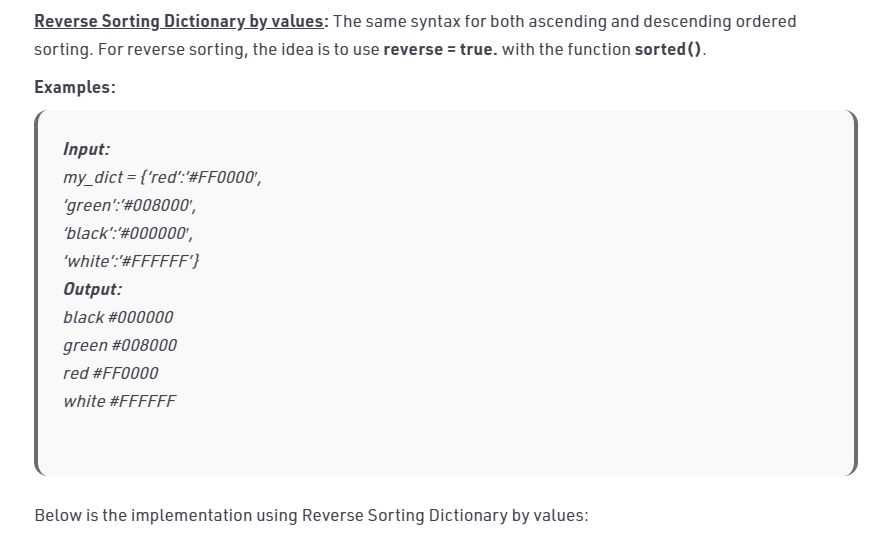 Reverse Sorting Dictionary by values: The same syntax for both ascending and descending ordered
sorting. For reverse sorting, the idea is to use reverse = true. with the function sorted().
Examples:
Input:
my_dict = {‘red’:’#FF0000′,
‘green’:’#008000′,
‘black’:’#000000′,
‘white’:’#FFFFFF‘}
Output:
black #000000
green #008000
red #FF0000
white #FFFFFF
Below is the implementation using Reverse Sorting Dictionary by values: